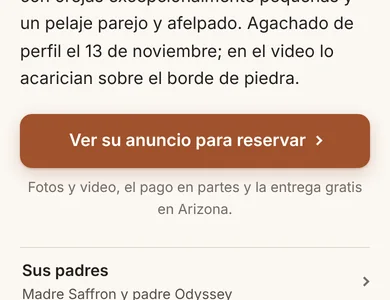 con orejas excepcionalmente pequeñas y
un pelaje parejo y afelpado. Agachado de
perfil el 13 de noviembre; en el video lo
acarician sobre el borde de piedra.
Ver su anuncio para reservar
Fotos y video, el pago en partes y la entrega gratis
en Arizona.
Sus padres
Madre Saffron y padre Odyssey